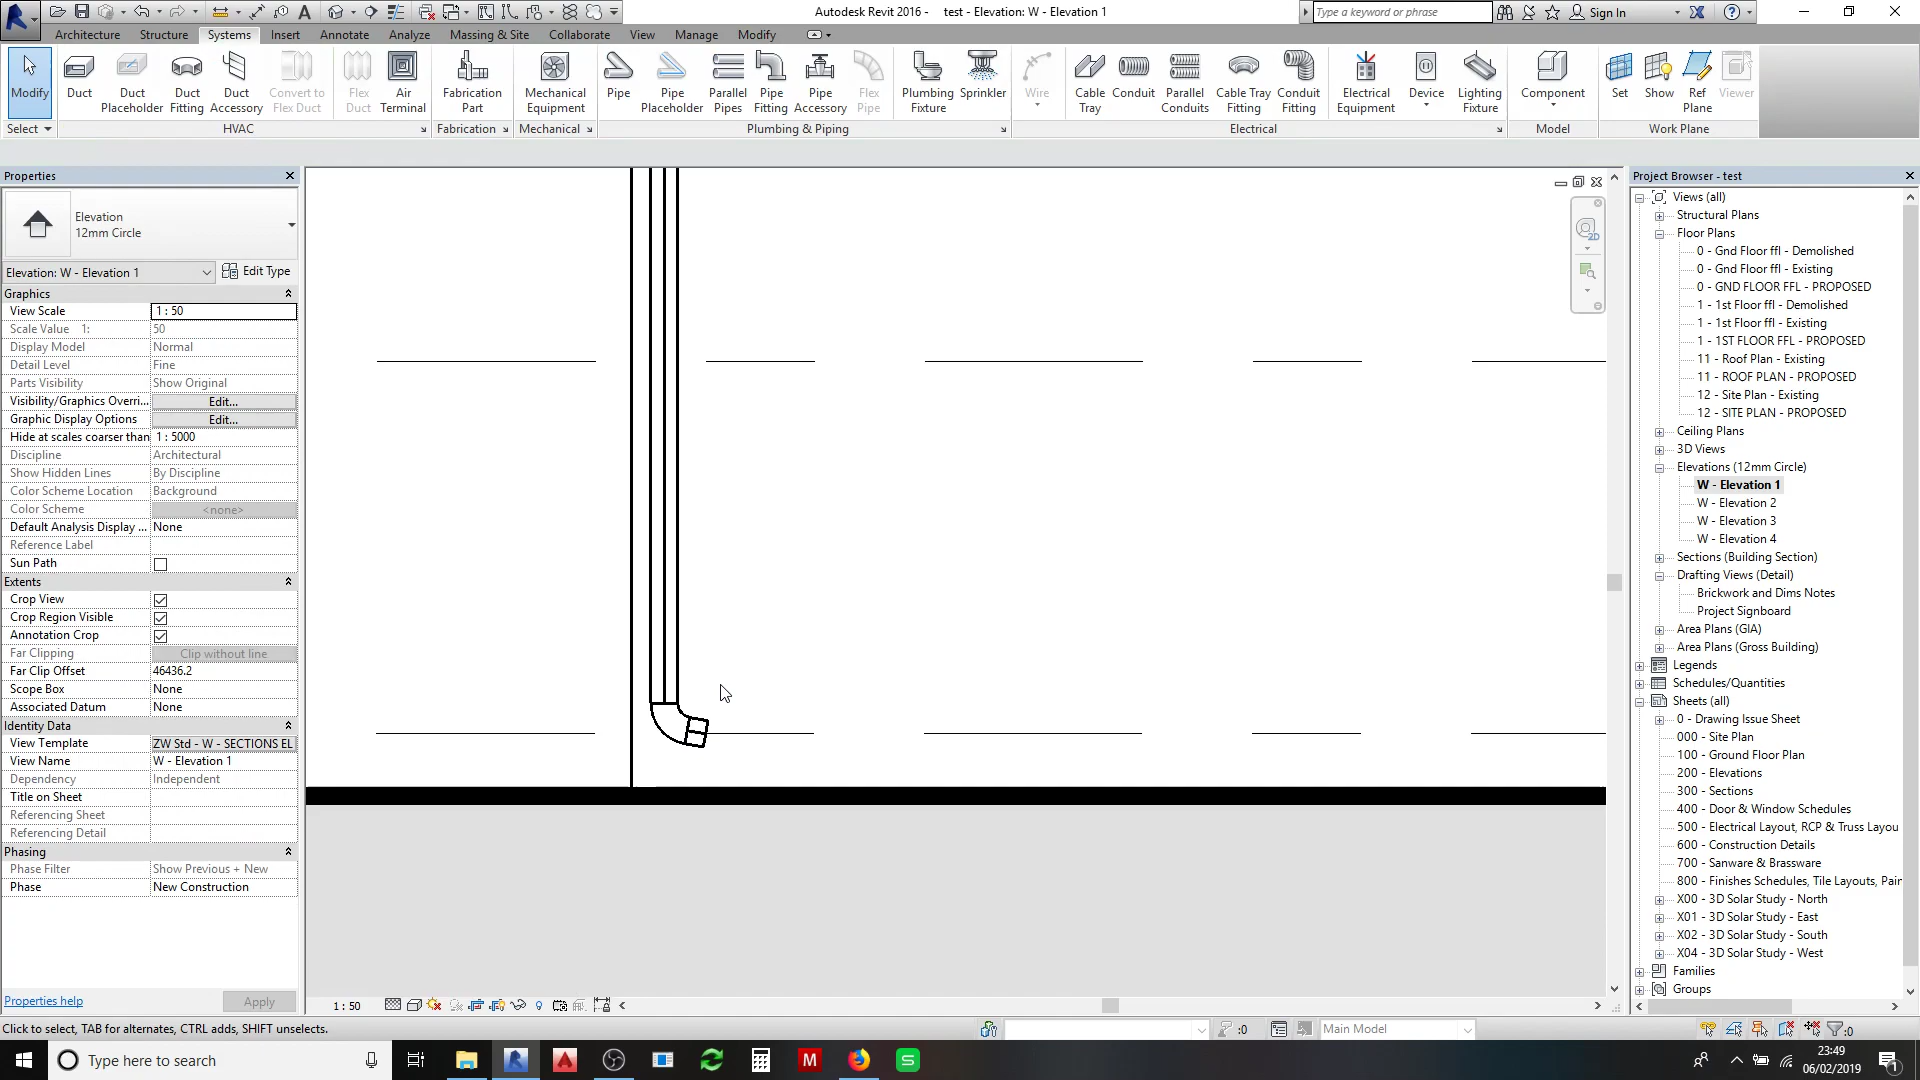 Autodesk Revit 2016 - test - Elevation: W - Elevation 1
Type a keyword or phrase
Sign In
Architecture Structure Systems Insert Annotate Analyze Massing & Site Collaborate View Manage Modify
Modify
Duct
Duct Placeholder
Duct Fitting
Duct Accessory
Convert to Flex Duct
Flex Duct
Air Terminal
Fabrication Part
Mechanical Equipment
Pipe
Pipe Placeholder
Parallel Pipes
Pipe Fitting
Pipe Accessory
Flex Pipe
Plumbing Fixture
Sprinkler
Wire
Cable Tray
Conduit
Parallel Conduits
Cable Tray Fitting
Conduit Fitting
Electrical Equipment
Device
Lighting Fixture
Component
Set
Show
Ref Plane
Viewer
Select HVAC Fabrication Mechanical Plumbing & Piping Electrical Model Work Plane
Properties
Elevation
12mm Circle
Elevation: W - Elevation 1 Edit Type
Graphics
View Scale 1 : 50
Scale Value 1: 50
Display Model Normal
Detail Level Fine
Parts Visibility Show Original
Visibility/Graphics Overri... Edit...
Graphic Display Options Edit...
Hide at scales coarser than 1 : 5000
Discipline Architectural
Show Hidden Lines By Discipline
Color Scheme Location Background
Color Scheme <none>
Default Analysis Display ... None
Reference Label
Sun Path
Extents
Crop View
Crop Region Visible
Annotation Crop
Far Clipping Clip without line
Far Clip Offset 46436.2
Scope Box None
Associated Datum None
Identity Data
View Template ZW Std - W - SECTIONS EL
View Name W - Elevation 1
Dependency Independent
Title on Sheet
Referencing Sheet
Referencing Detail
Phasing
Phase Filter Show Previous + New
Phase New Construction
Properties help Apply
2D
1 : 50
Project Browser - test
Views (all)
Structural Plans
Floor Plans
0 - Gnd Floor ffl - Demolished
0 - Gnd Floor ffl - Existing
0 - GND FLOOR FFL - PROPOSED
1 - 1st Floor ffl - Demolished
1 - 1st Floor ffl - Existing
1 - 1ST FLOOR FFL - PROPOSED
11 - Roof Plan - Existing
11 - ROOF PLAN - PROPOSED
12 - Site Plan - Existing
12 - SITE PLAN - PROPOSED
Ceiling Plans
3D Views
Elevations (12mm Circle)
W - Elevation 1
W - Elevation 2
W - Elevation 3
W - Elevation 4
Sections (Building Section)
Drafting Views (Detail)
Brickwork and Dims Notes
Project Signboard
Area Plans (GIA)
Area Plans (Gross Building)
Legends
Schedules/Quantities
Sheets (all)
0 - Drawing Issue Sheet
000 - Site Plan
100 - Ground Floor Plan
200 - Elevations
300 - Sections
400 - Door & Window Schedules
500 - Electrical Layout, RCP & Truss Layou
600 - Construction Details
700 - Sanware & Brassware
800 - Finishes Schedules, Tile Layouts, Pain
X00 - 3D Solar Study - North
X01 - 3D Solar Study - East
X02 - 3D Solar Study - South
X04 - 3D Solar Study - West
Families
Groups
Click to select, TAB for alternates, CTRL adds, SHIFT unselects.
:0
Main Model
:0
Type here to search
23:49
06/02/2019